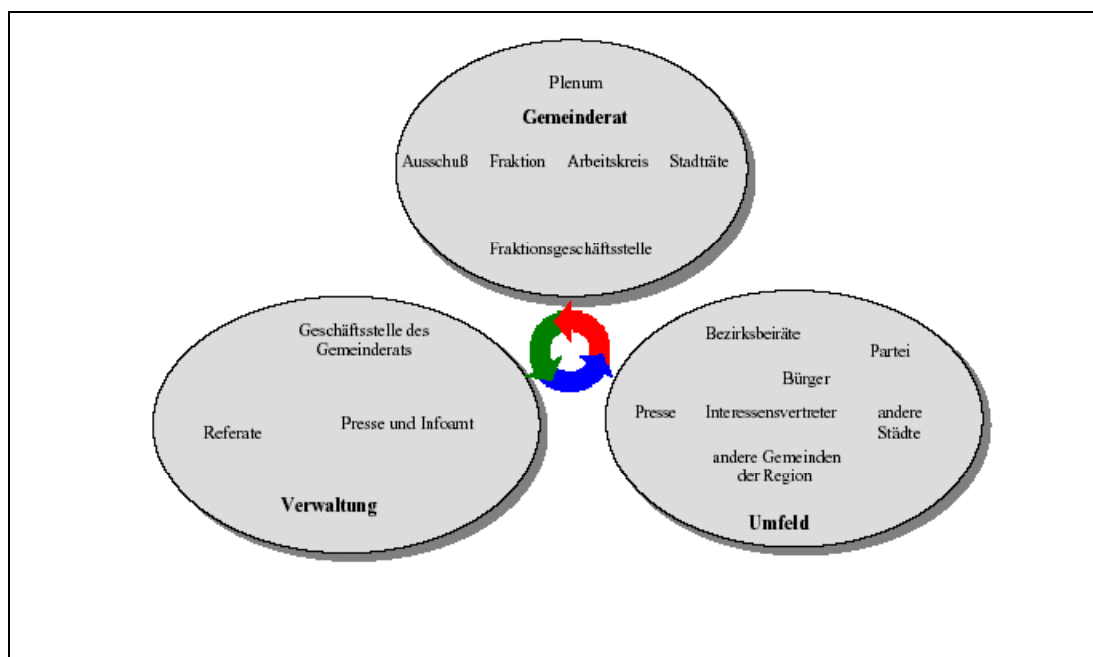 Plenum
Gemeinderat
Ausschuß Fraktion Arbeitskreis Stadträte
Fraktionsgeschäftsstelle
Geschäftsstelle des
Gemeinderats
Referate
Presse und Infoamt
Verwaltung
Bezirksbeiräte
Partei
Bürger
Presse
Interessensvertreter
andere
Städte
andere Gemeinden
der Region
Umfeld